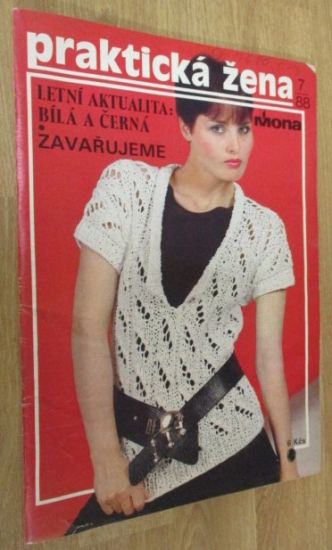 praktická žena
7
88
LETNÍ AKTUALITA:
BÍLÁ A ČERNÁ
• Mona
ZAVAŘUJEME
6 Kčs